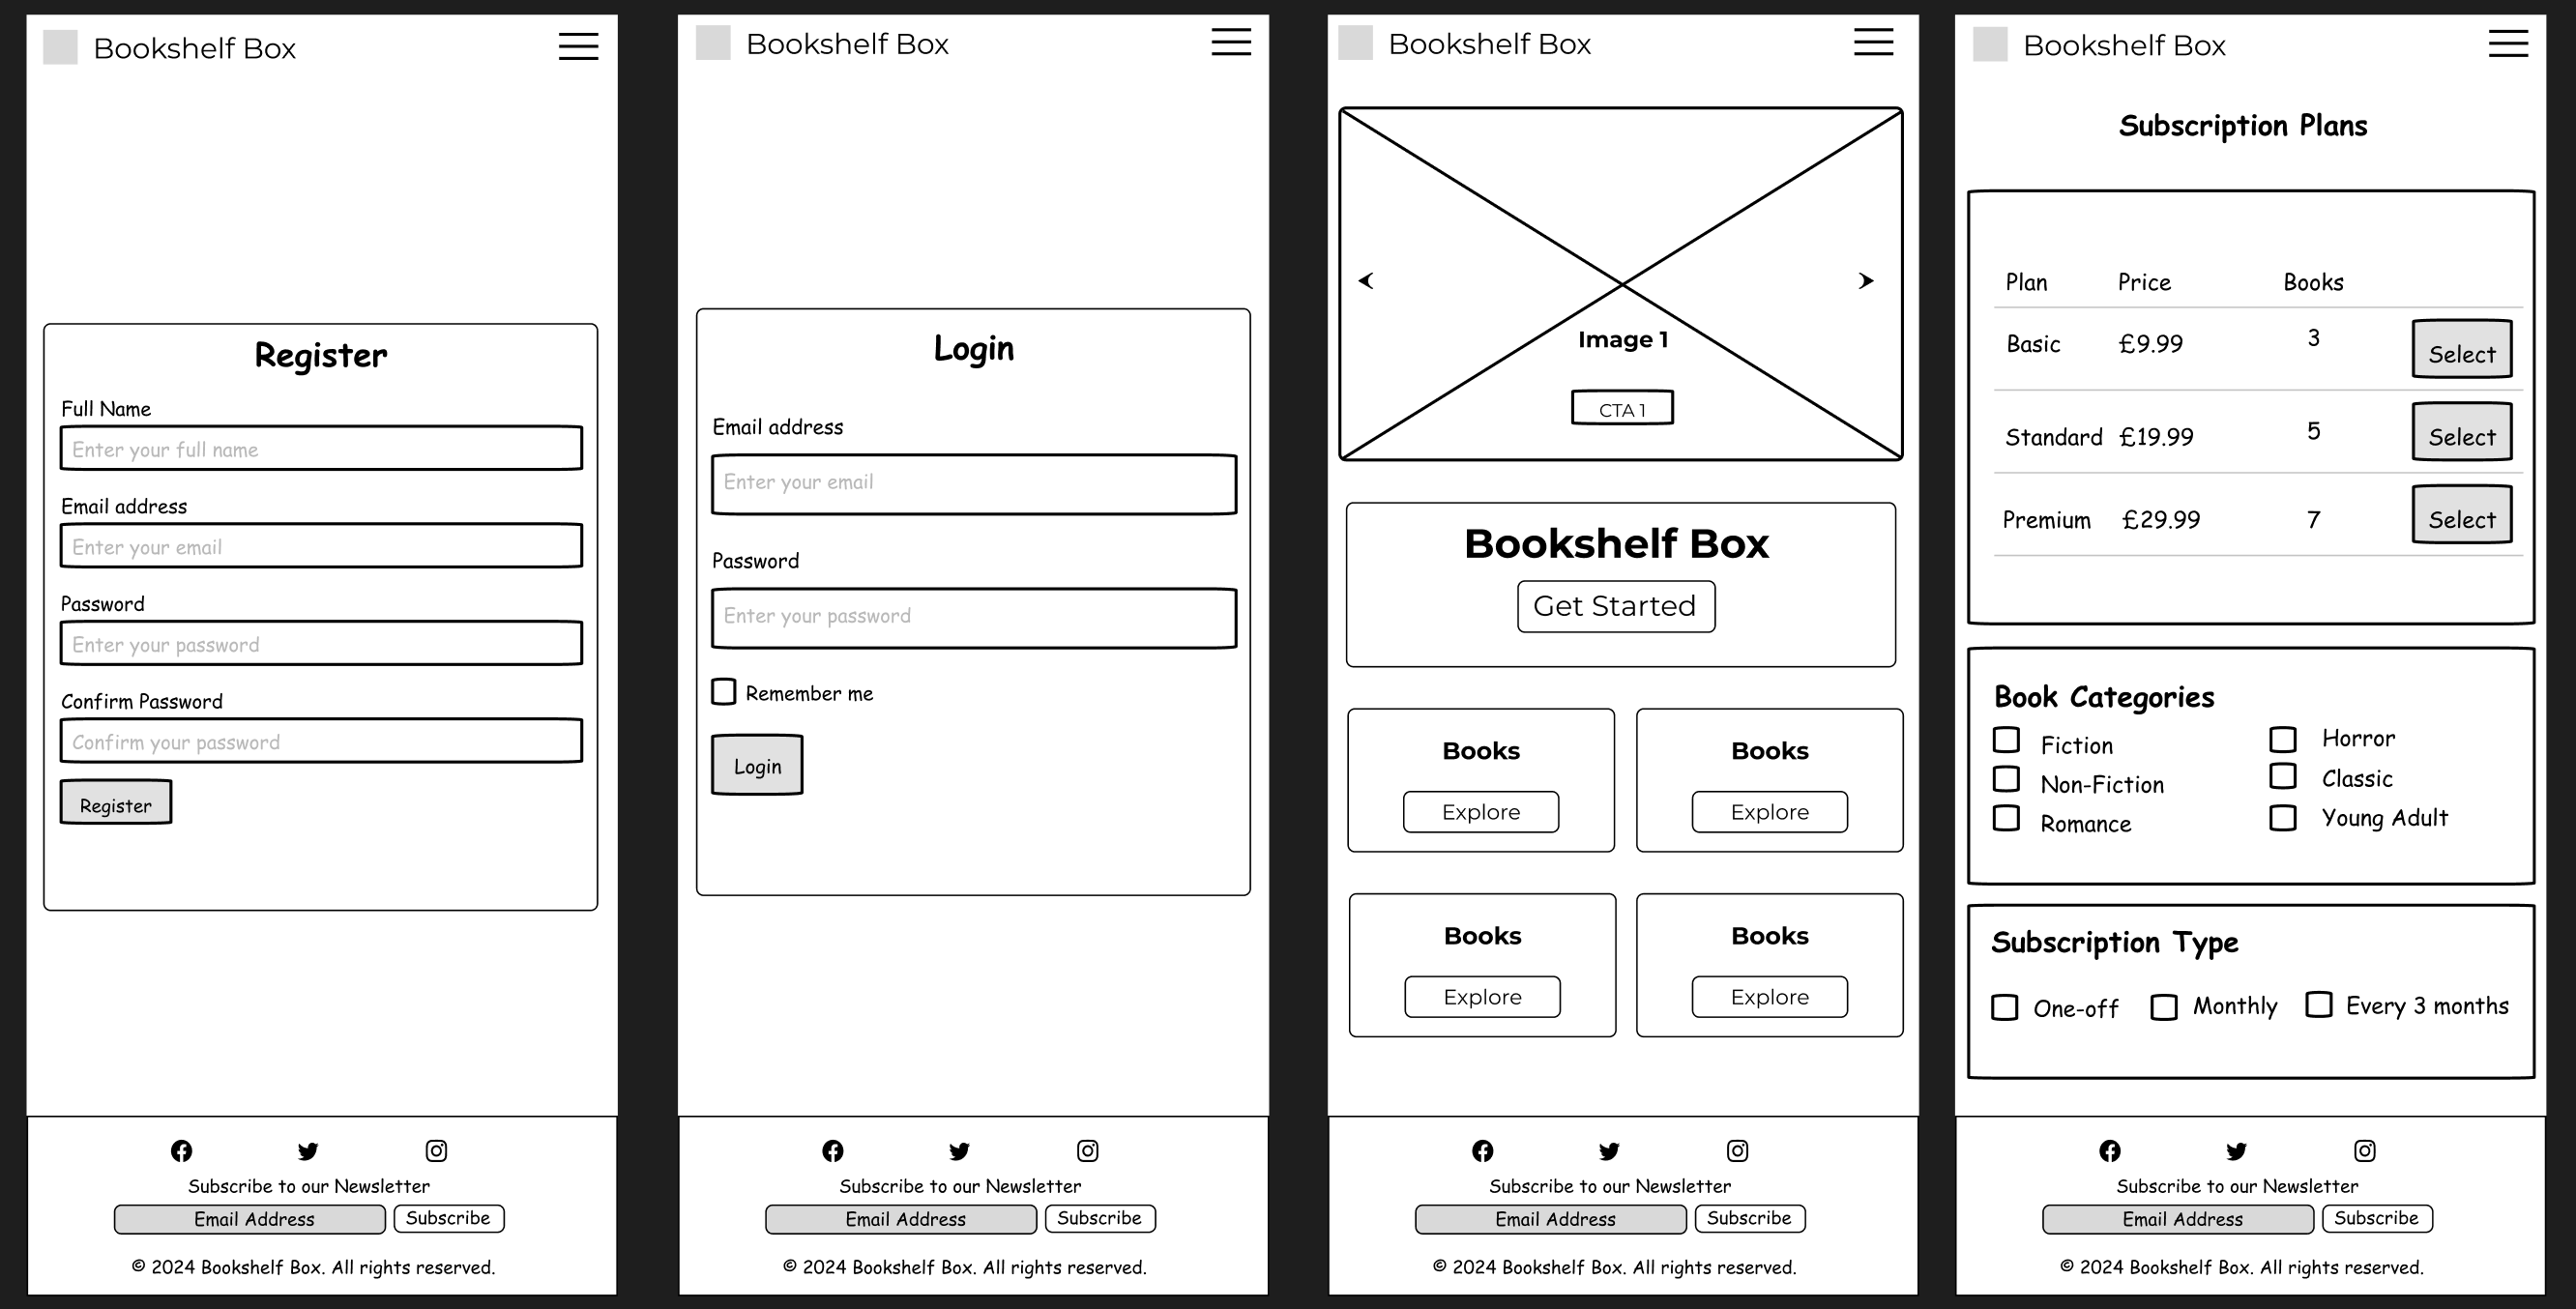 Bookshelf Box
Register
Full Name
Enter your full name
Email address
Enter your email
Password
Enter your password
Confirm Password
Confirm your password
Register
Subscribe to our Newsletter
Email Address Subscribe
© 2024 Bookshelf Box. All rights reserved.
Bookshelf Box
Login
Email address
Enter your email
Password
Enter your password
Remember me
Login
Subscribe to our Newsletter
Email Address Subscribe
© 2024 Bookshelf Box. All rights reserved.
Bookshelf Box
Image 1
CTA 1
Bookshelf Box
Get Started
Books Books
Explore Explore
Books Books
Explore Explore
Subscribe to our Newsletter
Email Address Subscribe
© 2024 Bookshelf Box. All rights reserved.
Bookshelf Box
Subscription Plans
Plan Price Books
Basic £9.99 3 Select
Standard £19.99 5 Select
Premium £29.99 7 Select
Book Categories
Fiction Horror
Non-Fiction Classic
Romance Young Adult
Subscription Type
One-off Monthly Every 3 months
Subscribe to our Newsletter
Email Address Subscribe
© 2024 Bookshelf Box. All rights reserved.